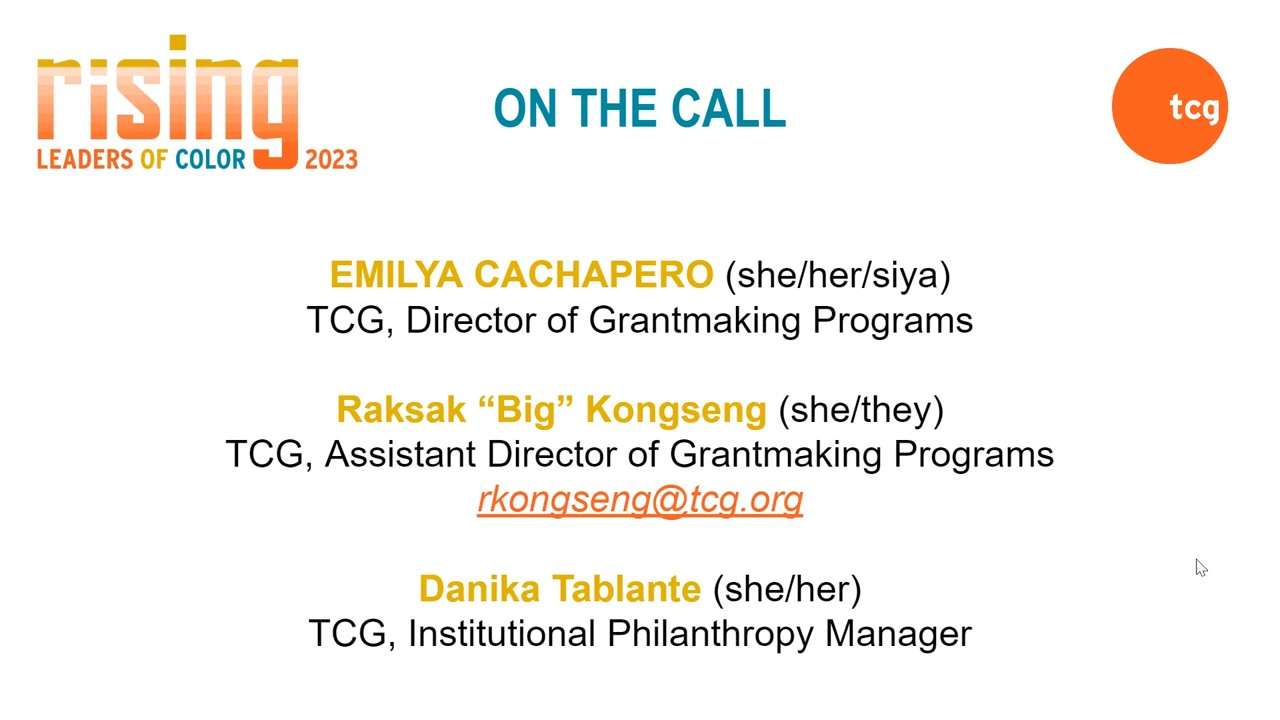 rising
LEADERS OF COLOR 2023
ON THE CALL
tcg
EMILYA CACHAPERO (she/her/siya)
TCG, Director of Grantmaking Programs
Raksak “Big” Kongseng (she/they)
TCG, Assistant Director of Grantmaking Programs
rkongseng@tcg.org
Danika Tablante (she/her)
TCG, Institutional Philanthropy Manager